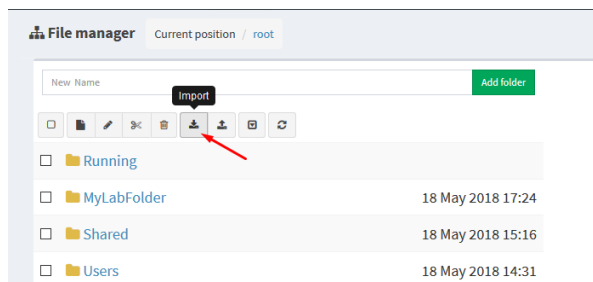 File manager Current position / root
New Name Add folder
Import
Running
MyLabFolder 18 May 2018 17:24
Shared 18 May 2018 15:16
Users 18 May 2018 14:31